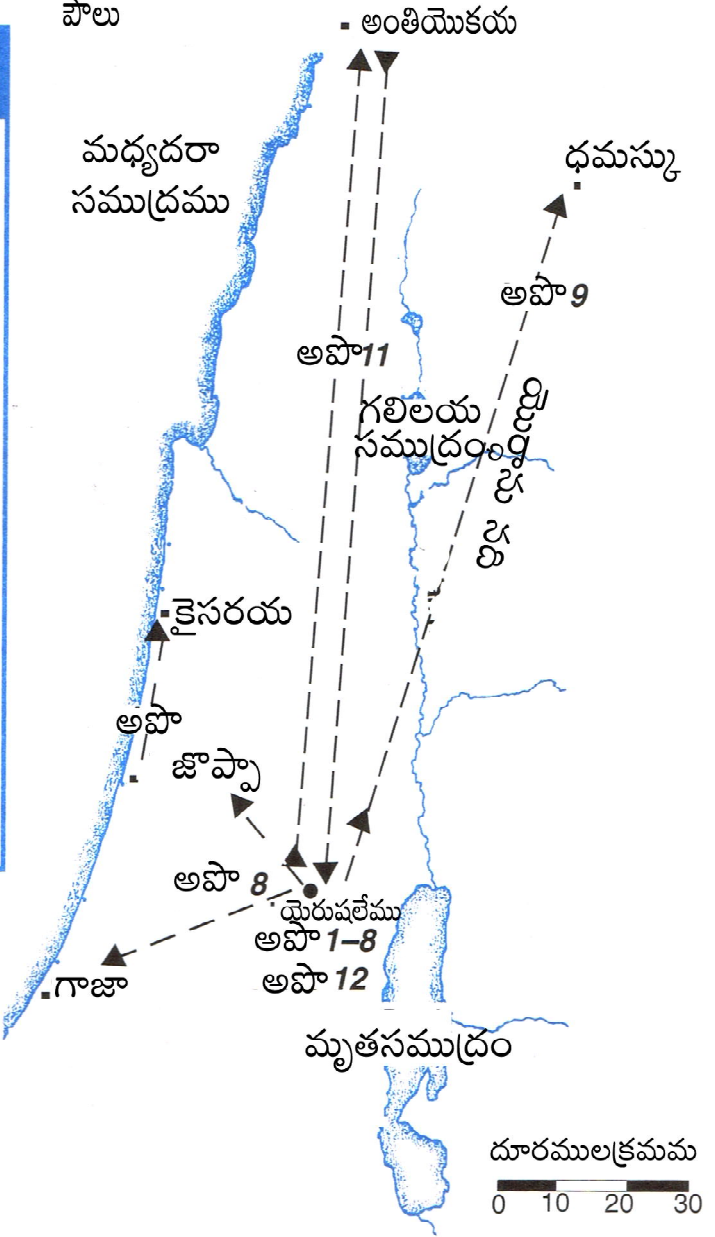 పౌలు
అంతియొకయ
మధ్యదరా
సముద్రము
ధమస్కు
అపొ 9
అపొ 11
గలిలయ
సముద్రం
కైసరయ
అపొ
జొప్పా
అపొ 8
యెరుషలేము
అపొ 1–8
అపొ 12
గాజా
మృతసముద్రం
దూరములక్రమమ
0 10 20 30